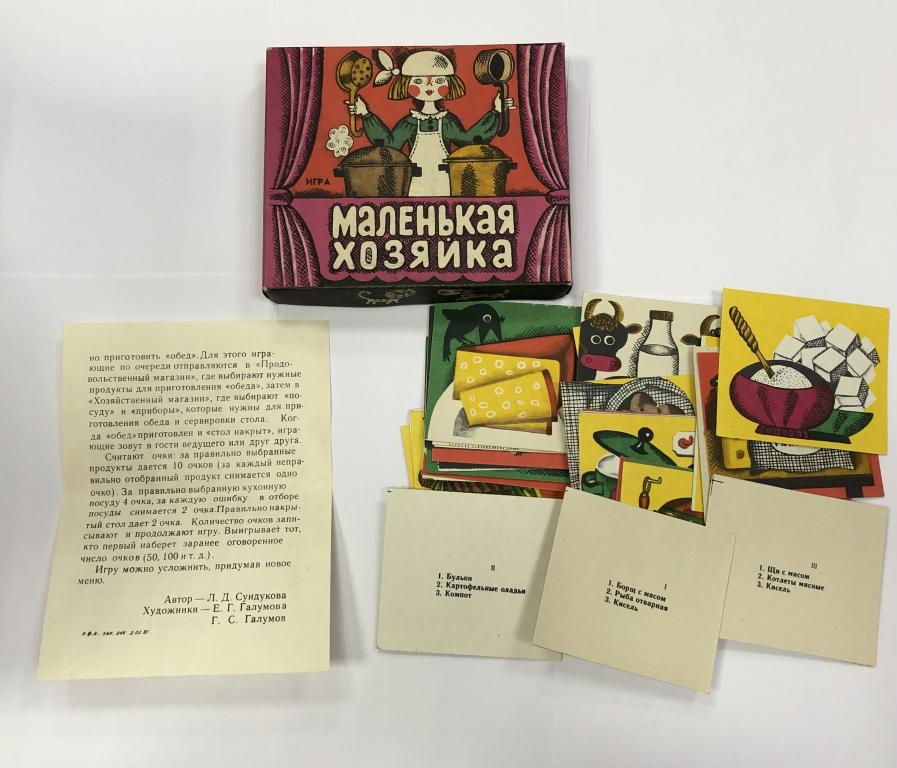 ИГРА
МАЛЕНЬКАЯ
ХОЗЯЙКА
но приготовить «обед». Для этого игра-
ющие по очереди отправляются в «Продо-
вольственный магазин», где выбирают нужные
продукты для приготовления «обеда», затем в
«Хозяйственный магазин», где выбирают «по-
суду» и «приборы», которые нужны для при-
готовления обеда и сервировки стола. Ког-
да «обед» приготовлен и «стол накрыт», игра-
ющие зовут в гости ведущего или друг друга.
Считают очки: за правильно выбранные
продукты дается 10 очков (за каждый непра-
вильно отобранный продукт снимается одно
очко). За правильно выбранную кухонную
посуду 4 очка, за каждую ошибку в отборе
посуды снимается 2 очка. Правильно накры-
тый стол дает 2 очка. Количество очков запи-
сывают и продолжают игру. Выигрывает тот,
кто первый наберет заранее оговоренное
число очков (50, 100 и т. д.).
Игру можно усложнить, придумав новое
меню.
Автор — Л. Д. Сундукова
Художники — Е. Г. Галумова
Г. С. Галумов
II
1. Бульон
2. Картофельные оладьи
3. Компот
I
1. Борщ с мясом
2. Рыба отварная
3. Кисель
III
1. Щи с мясом
2. Котлеты мясные
3. Кисель